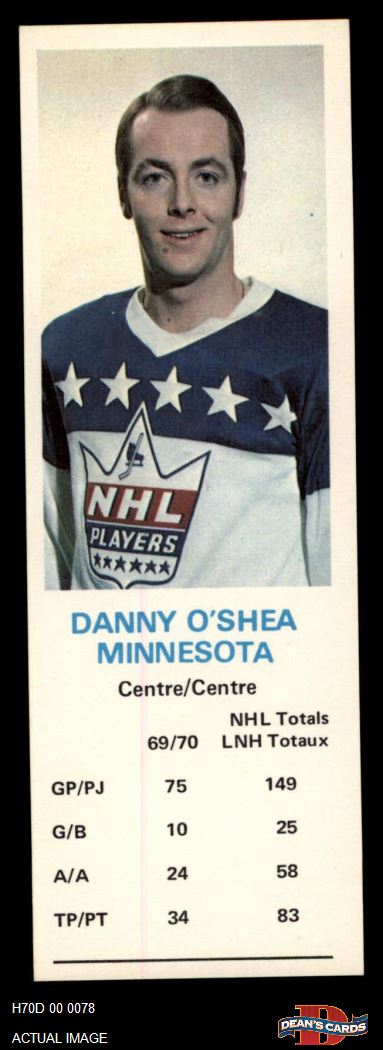 NHL
PLAYERS
DANNY O'SHEA
MINNESOTA
Centre/Centre
NHL Totals
69/70 LNH Totaux
GP/PJ 75 149
G/B 10 25
A/A 24 58
TP/PT 34 83
H70D 00 0078
ACTUAL IMAGE
D
DEAN'S CARDS